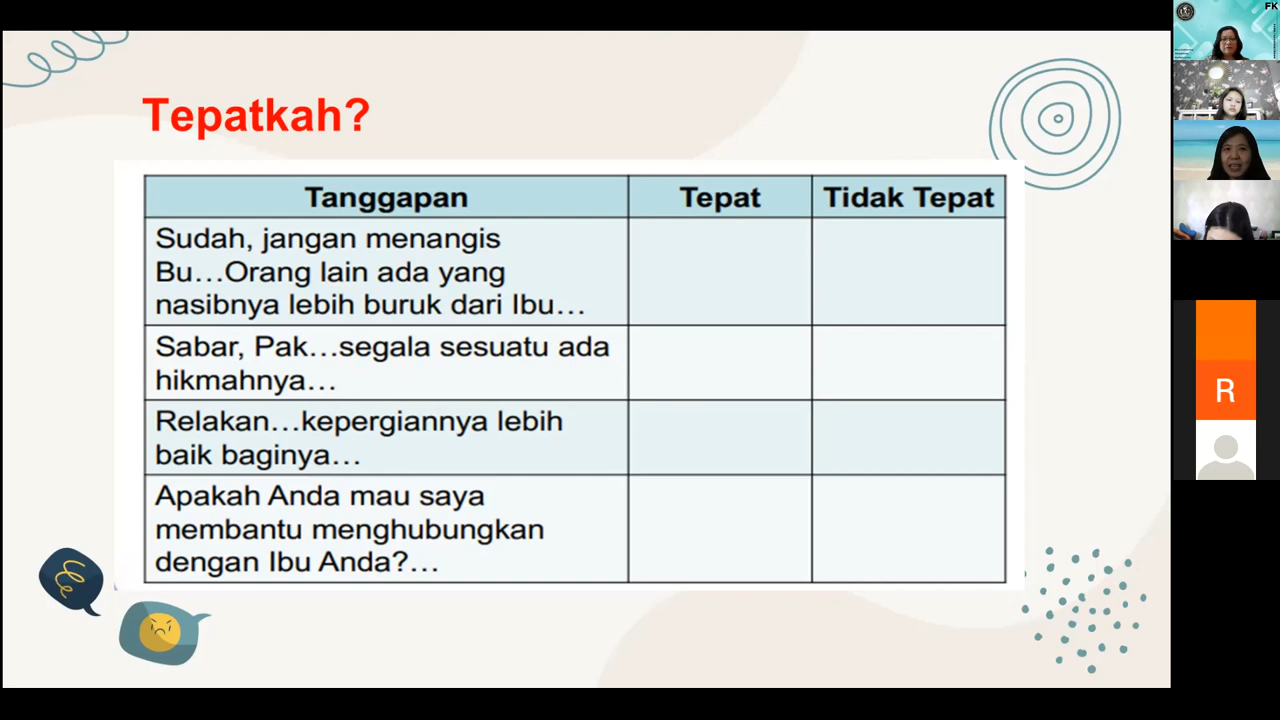 Tepatkah?
Tanggapan Tepat Tidak Tepat
Sudah, jangan menangis
Bu…Orang lain ada yang
nasibnya lebih buruk dari Ibu…
Sabar, Pak…segala sesuatu ada
hikmahnya…
Relakan…kepergiannya lebih
baik baginya…
Apakah Anda mau saya
membantu menghubungkan
dengan Ibu Anda?…
FK
R